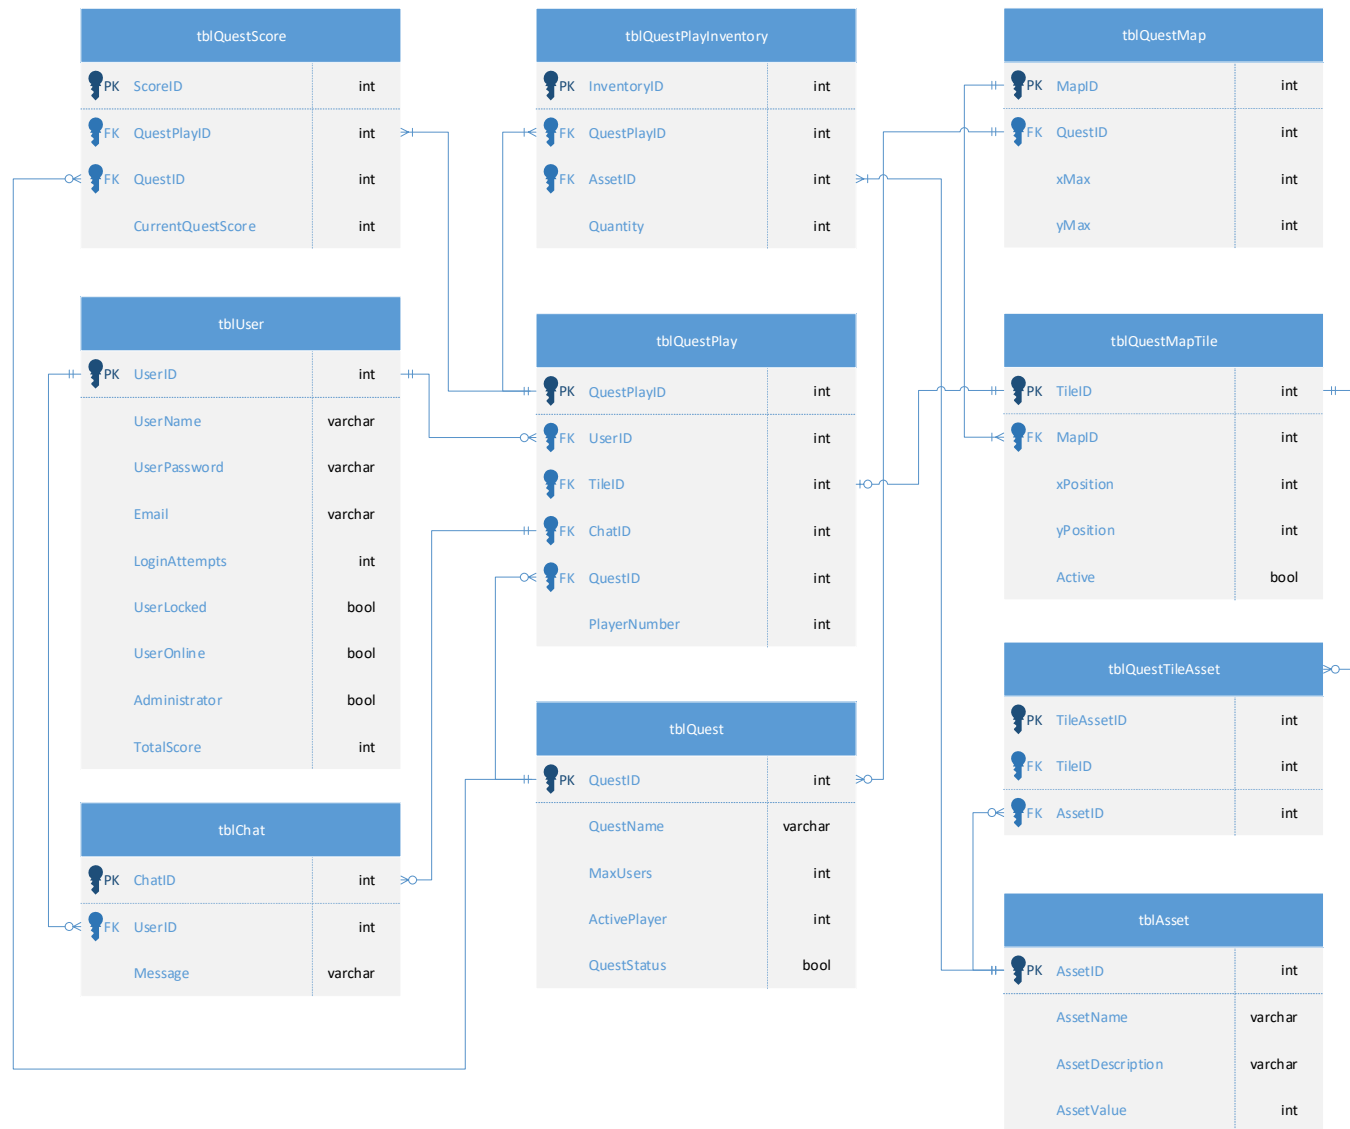 tblQuestScore
PK ScoreID int
FK QuestPlayID int
FK QuestID int
CurrentQuestScore int
tblQuestPlayInventory
PK InventoryID int
FK QuestPlayID int
FK AssetID int
Quantity int
tblQuestMap
PK MapID int
FK QuestID int
xMax int
yMax int
tblUser
PK UserID int
UserName varchar
UserPassword varchar
Email varchar
LoginAttempts int
UserLocked bool
UserOnline bool
Administrator bool
TotalScore int
tblQuestPlay
PK QuestPlayID int
FK UserID int
FK TileID int
FK ChatID int
FK QuestID int
PlayerNumber int
tblQuestMapTile
PK TileID int
FK MapID int
xPosition int
yPosition int
Active bool
tblChat
PK ChatID int
FK UserID int
Message varchar
tblQuest
PK QuestID int
QuestName varchar
MaxUsers int
ActivePlayer int
QuestStatus bool
tblQuestTileAsset
PK TileAssetID int
FK TileID int
FK AssetID int
tblAsset
PK AssetID int
AssetName varchar
AssetDescription varchar
AssetValue int